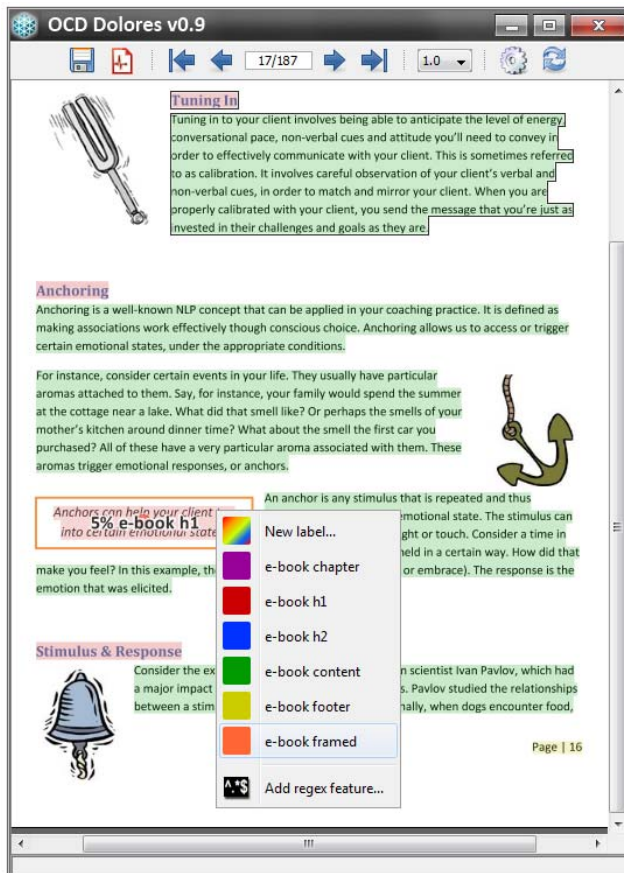 OCD Dolores v0.9
17/187
1.0
Tuning In
Tuning in to your client involves being able to anticipate the level of energy,
conversational pace, non-verbal cues and attitude you'll need to convey in
order to effectively communicate with your client. This is sometimes referred
to as calibration. It involves careful observation of your client's verbal and
non-verbal cues, in order to match and mirror your client. When you are
properly calibrated with your client, you send the message that you're just as
invested in their challenges and goals as they are.
Anchoring
Anchoring is a well-known NLP concept that can be applied in your coaching practice. It is defined as
making associations work effectively though conscious choice. Anchoring allows us to access or trigger
certain emotional states, under the appropriate conditions.
For instance, consider certain events in your life. They usually have particular
aromas attached to them. Say, for instance, your family would spend the summer
at the cottage near a lake. What did that smell like? Or perhaps the smells of your
mother's kitchen around dinner time? What about the smell the first car you
purchased? All of these have a very particular aroma associated with them. These
aromas trigger emotional responses, or anchors.
Anchors can help your client
5% e-book h1
into certain emotional state
An anchor is any stimulus that is repeated and thus
emotional state. The stimulus can
ght or touch. Consider a time in
held in a certain way. How did that
make you feel? In this example, th
or embrace). The response is the
emotion that was elicited.
New label...
e-book chapter
e-book h1
e-book h2
e-book content
e-book footer
e-book framed
Add regex feature...
Stimulus & Response
Consider the ex
n scientist Ivan Pavlov, which had
a major impact
s. Pavlov studied the relationships
between a stim
nally, when dogs encounter food,
Page | 16